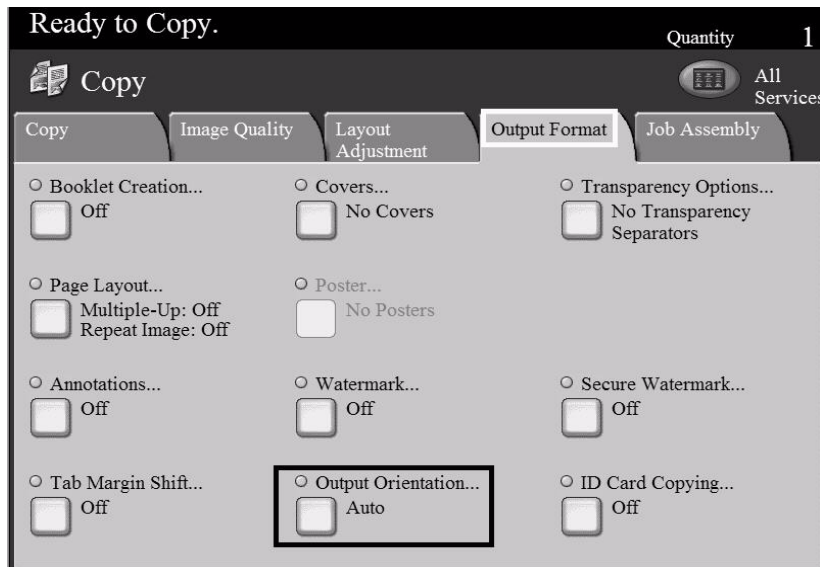 Ready to Copy.
Quantity 1
Copy
All
Services
Copy
Image Quality
Layout
Adjustment
Output Format
Job Assembly
Booklet Creation...
Off
Covers...
No Covers
Transparency Options...
No Transparency
Separators
Page Layout...
Multiple-Up: Off
Repeat Image: Off
Poster...
No Posters
Annotations...
Off
Watermark...
Off
Secure Watermark...
Off
Tab Margin Shift...
Off
Output Orientation...
Auto
ID Card Copying...
Off